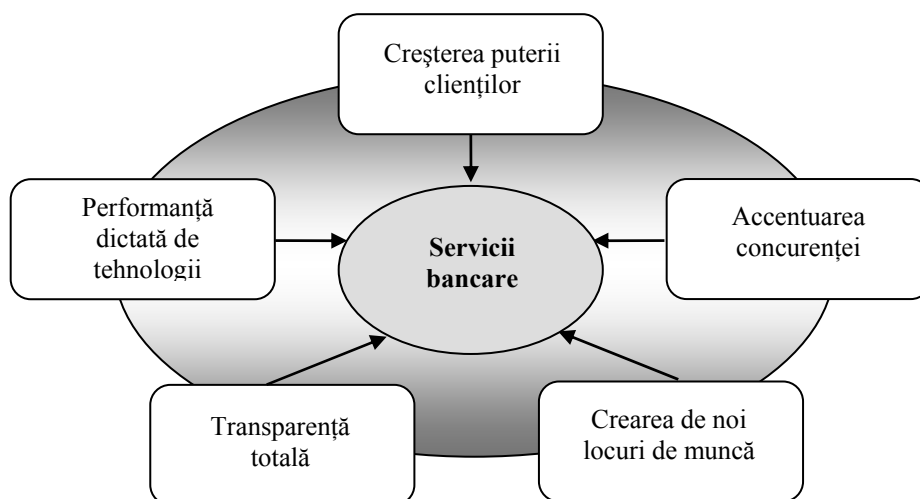 Creşterea puterii
clienților
Performanță
dictată de
tehnologii
Servicii
bancare
Accentuarea
concurenței
Transparență
totală
Crearea de noi
locuri de muncă